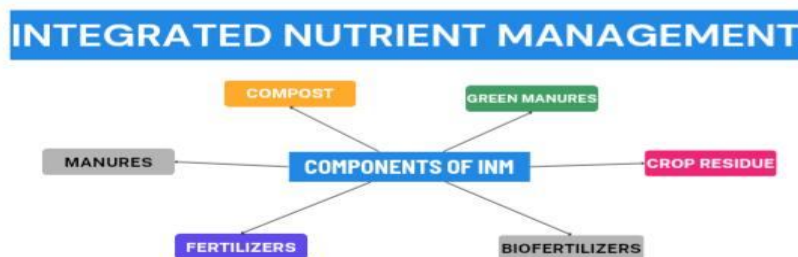 INTEGRATED NUTRIENT MANAGEMENT
COMPOST
GREEN MANURES
MANURES
COMPONENTS OF INM
CROP RESIDUE
FERTILIZERS
BIOFERTILIZERS